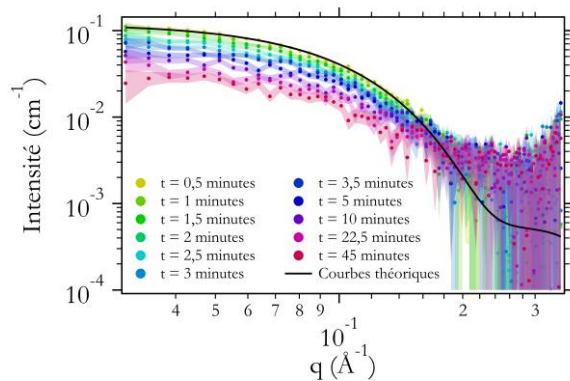 Intensité (cm⁻¹)
10⁻¹
10⁻²
10⁻³
10⁻⁴
t = 0,5 minutes
t = 1 minutes
t = 1,5 minutes
t = 2 minutes
t = 2,5 minutes
t = 3 minutes
t = 3,5 minutes
t = 5 minutes
t = 10 minutes
t = 22,5 minutes
t = 45 minutes
Courbes théoriques
4 5 6 7 8 9 2 3
10⁻¹
q (Å⁻¹)